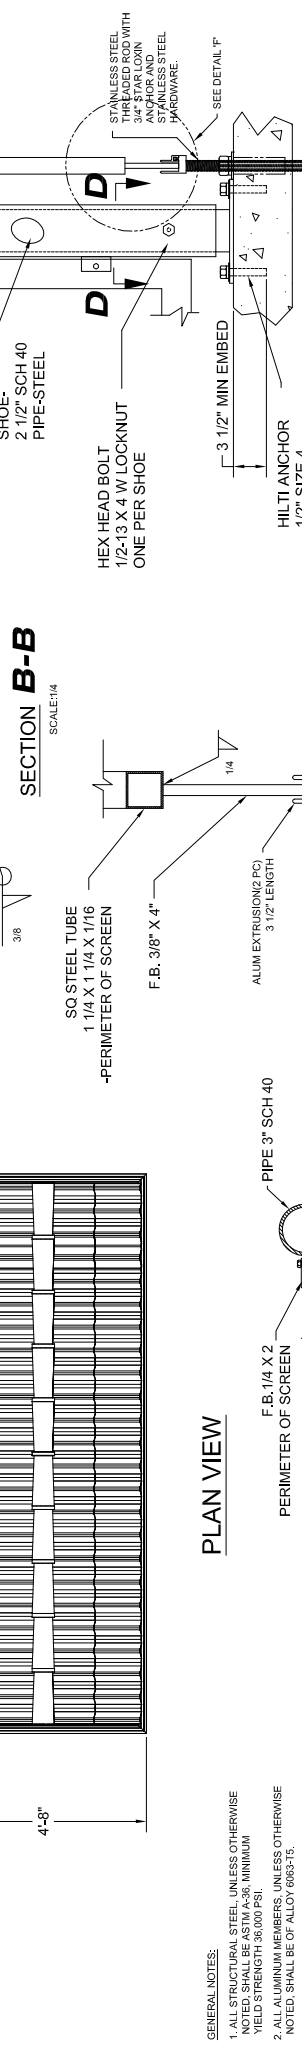 STAINLESS STEEL
THREADED ROD WITH
3/4" STAR LOXIN
ANCHOR AND
STAINLESS STEEL
HARDWARE.
SEE DETAIL 'F'
D
D
SHOE-
2 1/2" SCH 40
PIPE-STEEL
HEX HEAD BOLT
1/2-13 X 4 W LOCKNUT
ONE PER SHOE
3 1/2" MIN EMBED
HILTI ANCHOR
1/2" SIZE 4
SECTION B-B
SCALE:1/4
3/8
SQ STEEL TUBE
1 1/4 X 1 1/4 X 1/16
-PERIMETER OF SCREEN
1/4
F.B. 3/8" X 4"
ALUM EXTRUSION(2 PC)
3 1/2" LENGTH
PIPE 3" SCH 40
F.B.1/4 X 2
PERIMETER OF SCREEN
PLAN VIEW
4'-8"
GENERAL NOTES:
1. ALL STRUCTURAL STEEL, UNLESS OTHERWISE
NOTED, SHALL BE ASTM A-36, MINIMUM
YIELD STRENGTH 36,000 PSI.
2. ALL ALUMINUM MEMBERS, UNLESS OTHERWISE
NOTED, SHALL BE OF ALLOY 6063-T5.